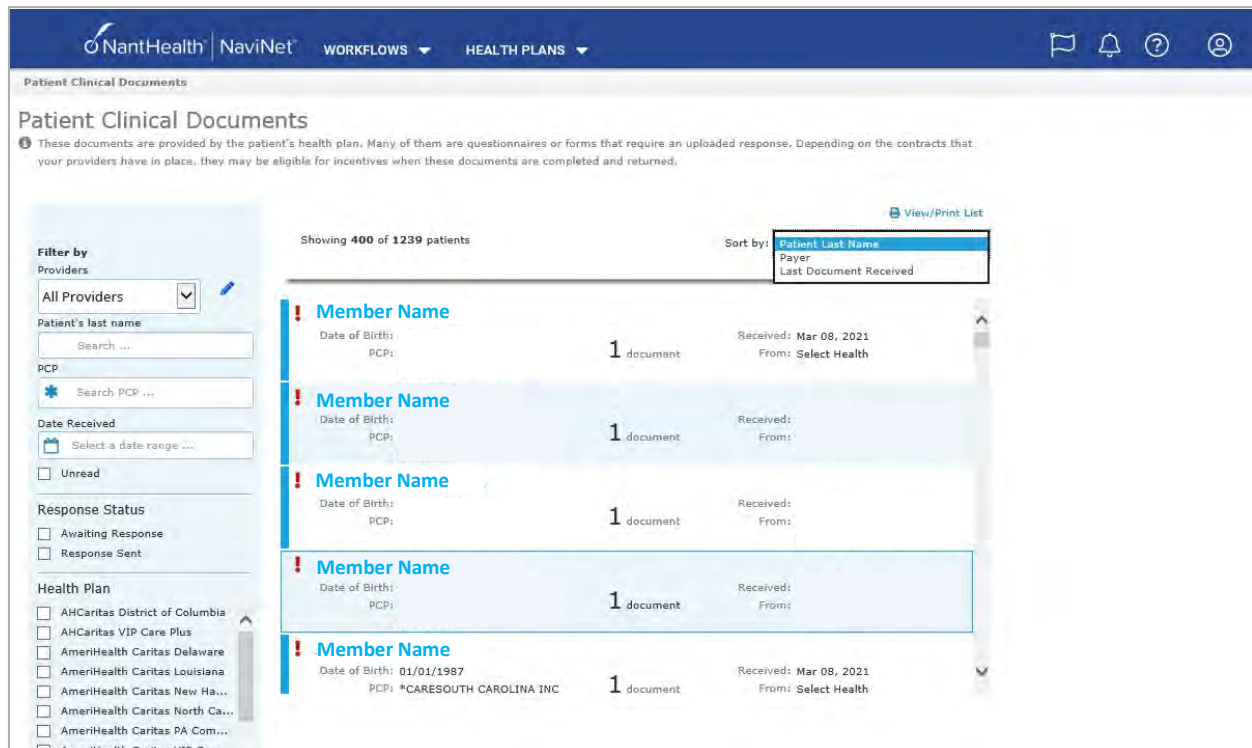 NantHealth | NaviNet WORKFLOWS HEALTH PLANS
Patient Clinical Documents
Patient Clinical Documents
These documents are provided by the patient's health plan. Many of them are questionnaires or forms that require an uploaded response. Depending on the contracts that
your providers have in place, they may be eligible for incentives when these documents are completed and returned.
View/Print List
Showing 400 of 1239 patients
Sort by: Patient Last Name
Payer
Last Document Received
Filter by
Providers
All Providers
Patient's last name
Search ...
PCP
Search PCP ...
Date Received
Select a date range ...
Unread
Response Status
Awaiting Response
Response Sent
Health Plan
AHCaritas District of Columbia
AHCaritas VIP Care Plus
AmeriHealth Caritas Delaware
AmeriHealth Caritas Louisiana
AmeriHealth Caritas New Ha...
AmeriHealth Caritas North Ca...
AmeriHealth Caritas PA Com...
! Member Name
Date of Birth: Received: Mar 08, 2021
PCP: 1 document From: Select Health
! Member Name
Date of Birth: Received:
PCP: 1 document From:
! Member Name
Date of Birth: Received:
PCP: 1 document From:
! Member Name
Date of Birth: Received:
PCP: 1 document From:
! Member Name
Date of Birth: 01/01/1987 Received: Mar 08, 2021
PCP: *CARESOUTH CAROLINA INC 1 document From: Select Health